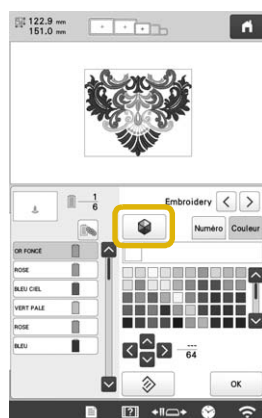 122.9 mm
151.0 mm
1
6
Embroidery
Numéro Couleur
OR FONCÉ
ROSE
BLEU CIEL
VERT PALE
ROSE
BLEU
---
64
OK